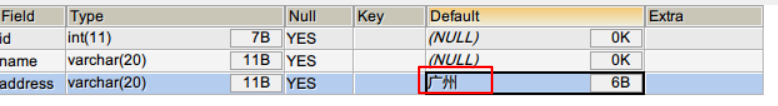 Field Type Null Key Default Extra
id int(11) 7B YES (NULL) 0K
name varchar(20) 11B YES (NULL) 0K
address varchar(20) 11B YES 广州 6B